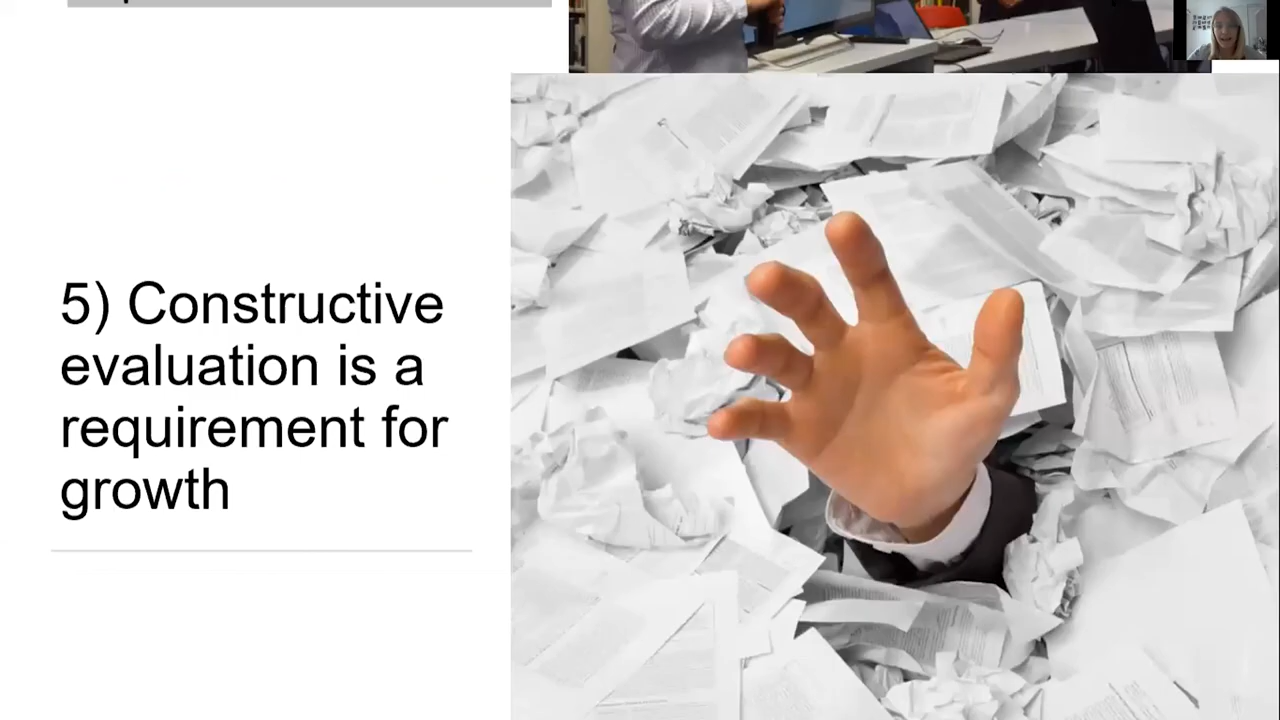 5) Constructive
evaluation is a
requirement for
growth